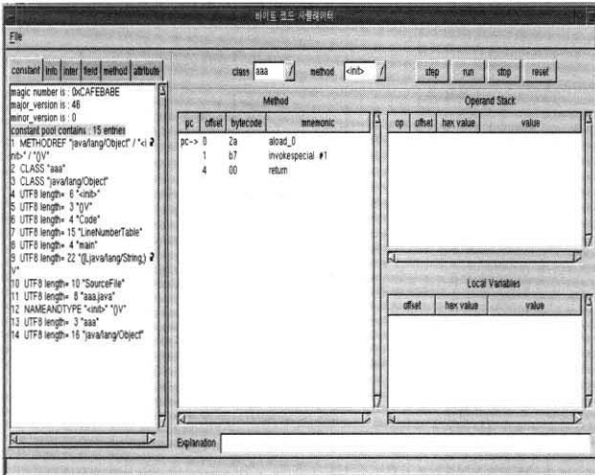 바이트 코드 시뮬레이터
File
constant info inter field method attribute
class aaa method <init> step run stop reset
magic number is : 0xCAFEBABE
major_version is : 46
minor_version is : 0
constant pool contains : 15 entries
1 METHODREF "java/lang/Object" / "<i
nit>" / "()V"
2 CLASS "aaa"
3 CLASS "java/lang/Object"
4 UTF8 length= 6 "<init>"
5 UTF8 length= 3 "()V"
6 UTF8 length= 4 "Code"
7 UTF8 length= 15 "LineNumberTable"
8 UTF8 length= 4 "main"
9 UTF8 length= 22 "([Ljava/lang/String;)
V"
10 UTF8 length= 10 "SourceFile"
11 UTF8 length= 8 "aaa.java"
12 NAMEANDTYPE "<init>" "()V"
13 UTF8 length= 3 "aaa"
14 UTF8 length= 16 "java/lang/Object"
Method
pc offset bytecode mnemonic
pc-> 0 2a aload_0
1 b7 invokespecial #1
4 00 return
Operand Stack
op offset hex value value
Local Variables
offset hex value value
Explanation